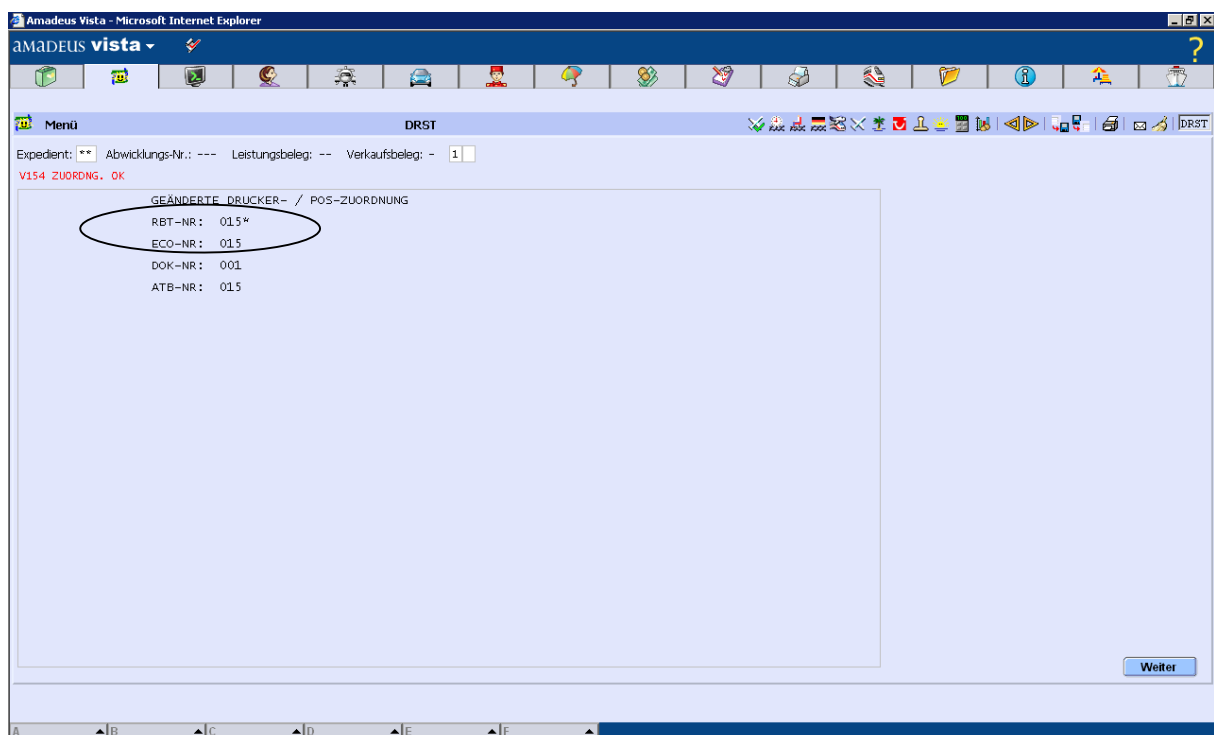 Amadeus Vista - Microsoft Internet Explorer
aMaDEUS vista
?
Menü DRST DRST
Expedient: ** Abwicklungs-Nr.: --- Leistungsbeleg: -- Verkaufsbeleg: - 1
V154 ZUORDNG. OK
GEÄNDERTE DRUCKER- / POS-ZUORDNUNG
RBT-NR: 015*
ECO-NR: 015
DOK-NR: 001
ATB-NR: 015
Weiter
A B C D E F